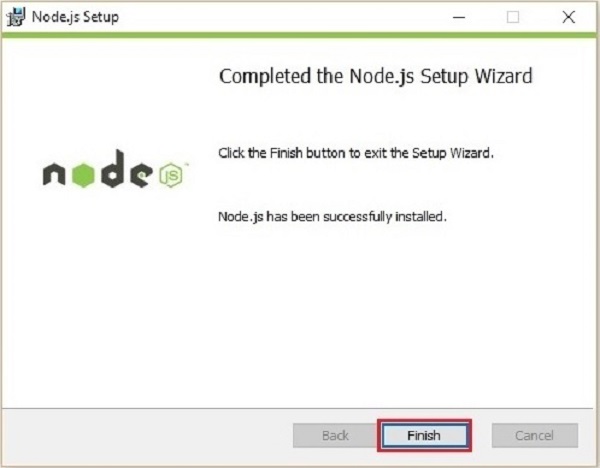 Node.js Setup
Completed the Node.js Setup Wizard
Click the Finish button to exit the Setup Wizard.
node JS™
Node.js has been successfully installed.
Back Finish Cancel